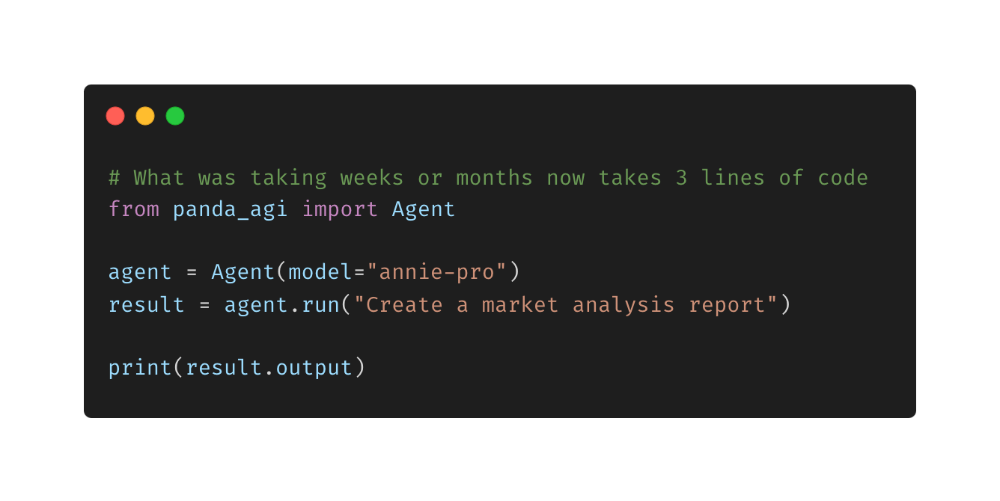 # What was taking weeks or months now takes 3 lines of code
from panda_agi import Agent
agent = Agent(model="annie-pro")
result = agent.run("Create a market analysis report")
print(result.output)